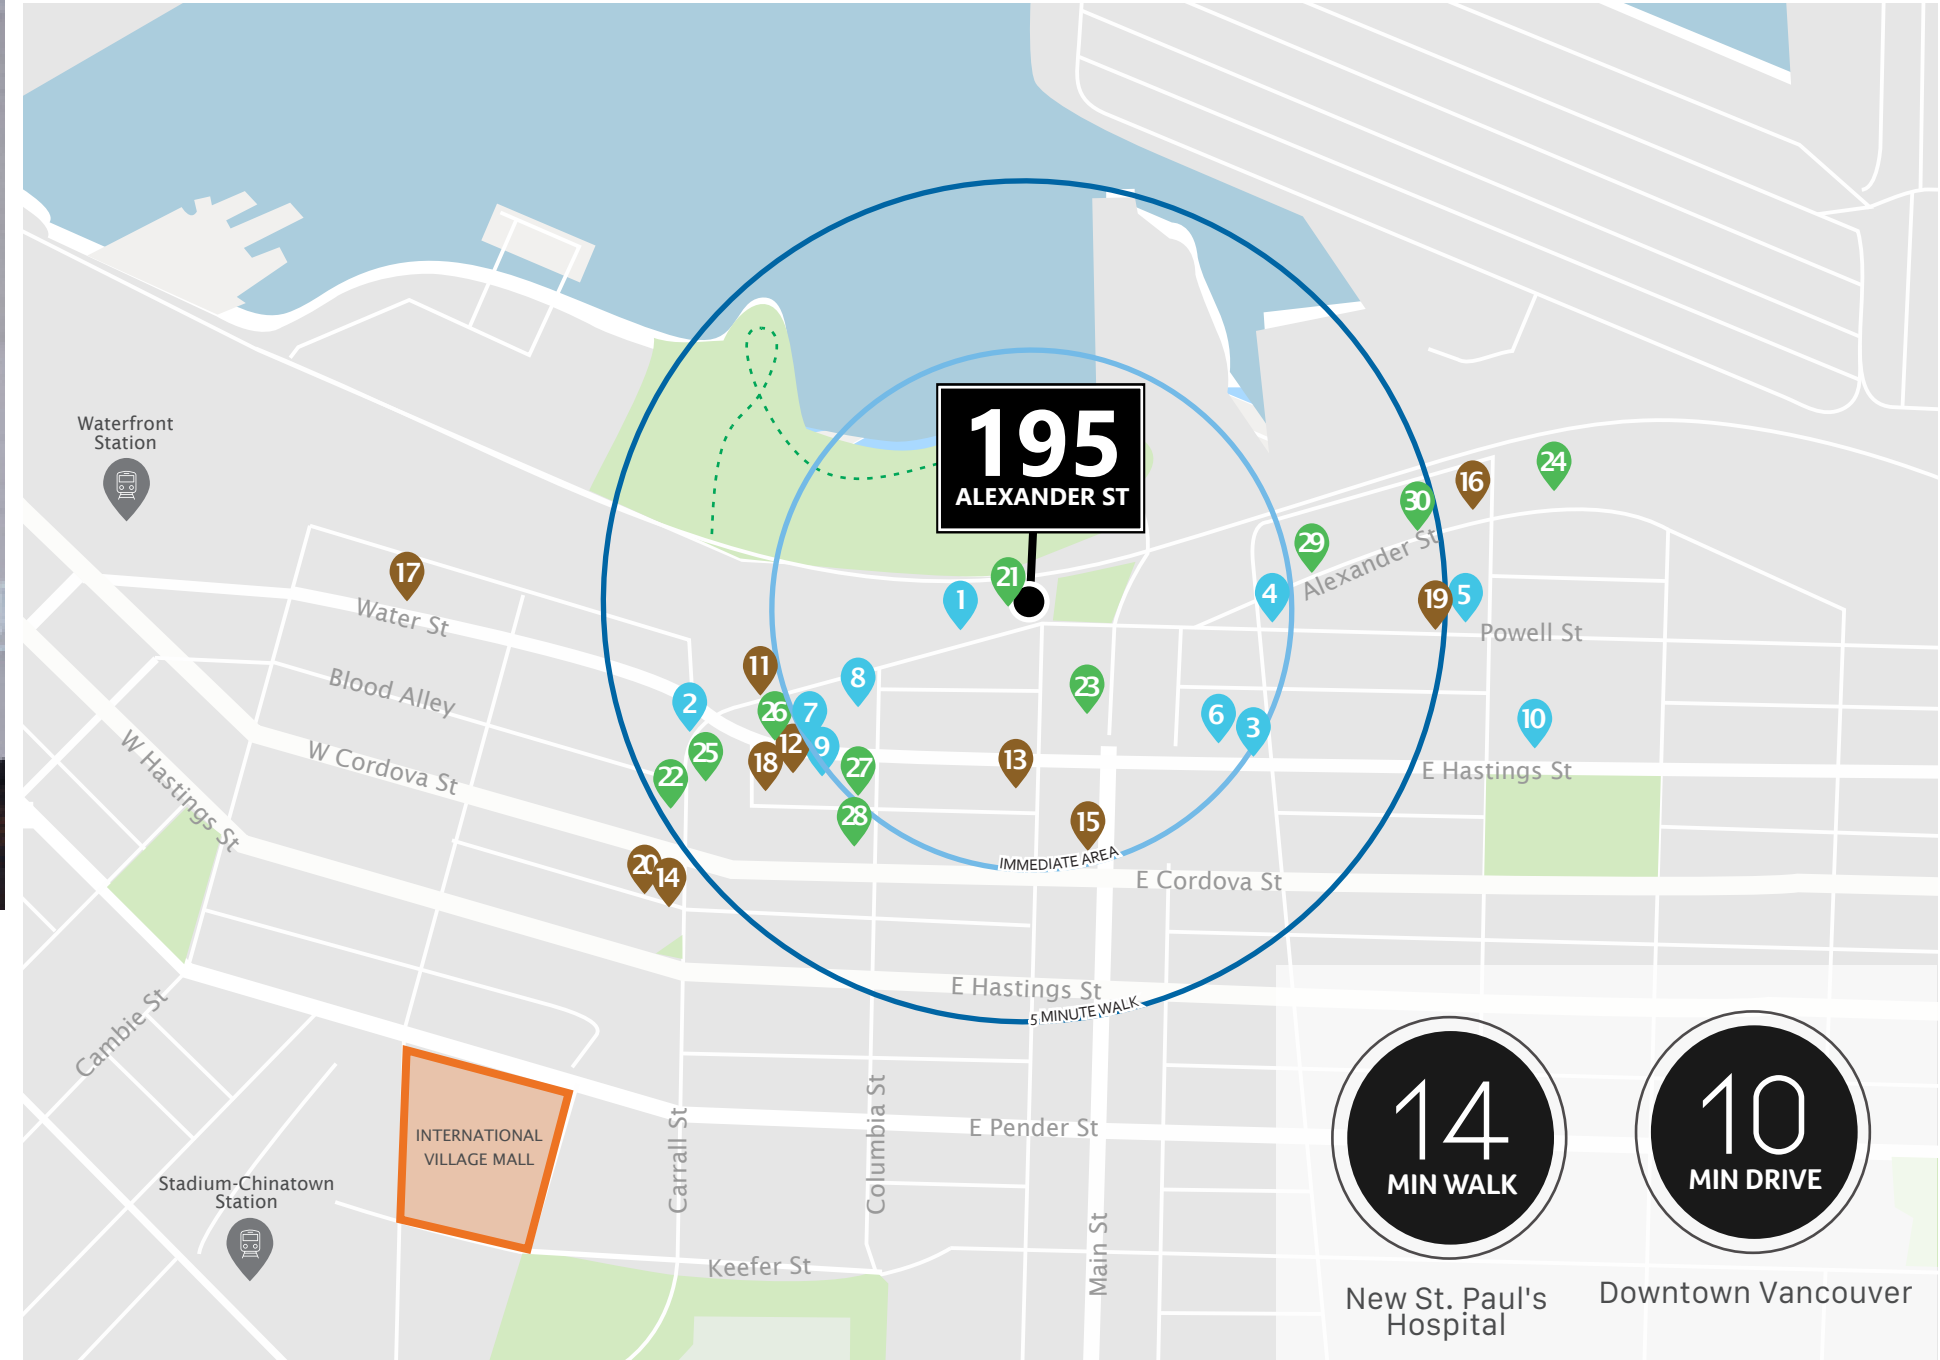 195
ALEXANDER ST
Waterfront
Station
24
16
30
29
Alexander St
17
21
1
4
19
5
Water St
Powell St
11
8
23
Blood Alley
2
26
7
6
3
10
12
9
25
18
27
13
22
W Hastings St
W Cordova St
E Hastings St
28
15
IMMEDIATE AREA
20
14
E Cordova St
E Hastings St
5 MINUTE WALK
Cambie St
INTERNATIONAL
VILLAGE MALL
Carrall St
Columbia St
E Pender St
Main St
Stadium-Chinatown
Station
Keefer St
14
MIN WALK
New St. Paul's
Hospital
10
MIN DRIVE
Downtown Vancouver